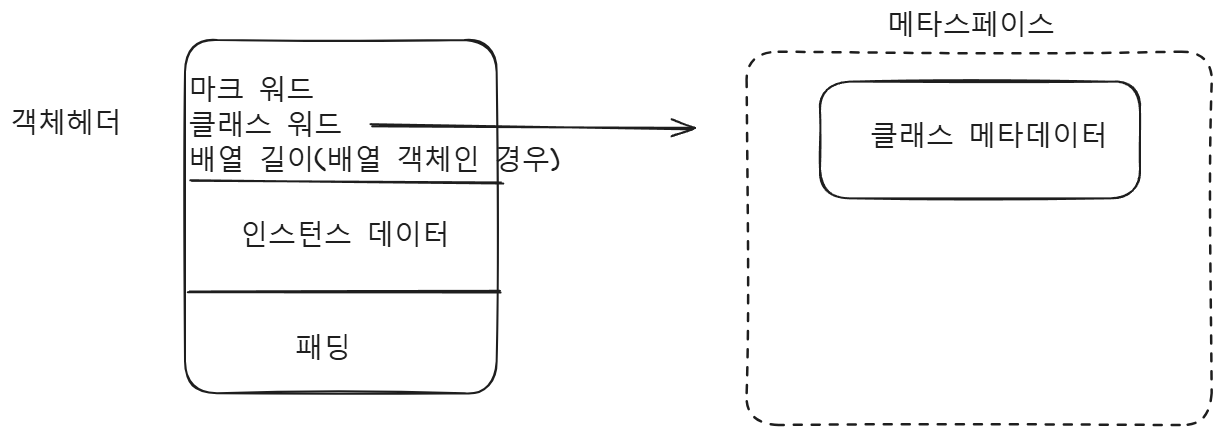 메타스페이스
객체헤더
마크 워드
클래스 워드
배열 길이(배열 객체인 경우)
인스턴스 데이터
패딩
클래스 메타데이터